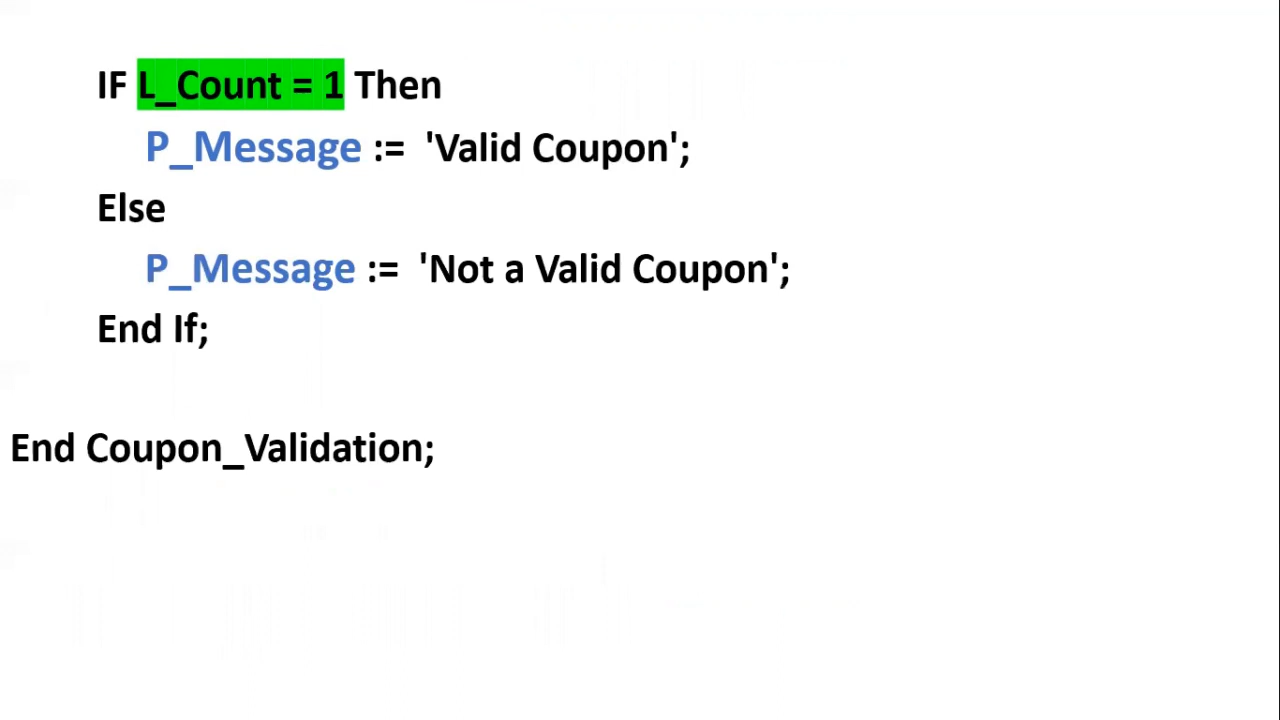 IF L_Count = 1 Then
P_Message := 'Valid Coupon';
Else
P_Message := 'Not a Valid Coupon';
End If;
End Coupon_Validation;